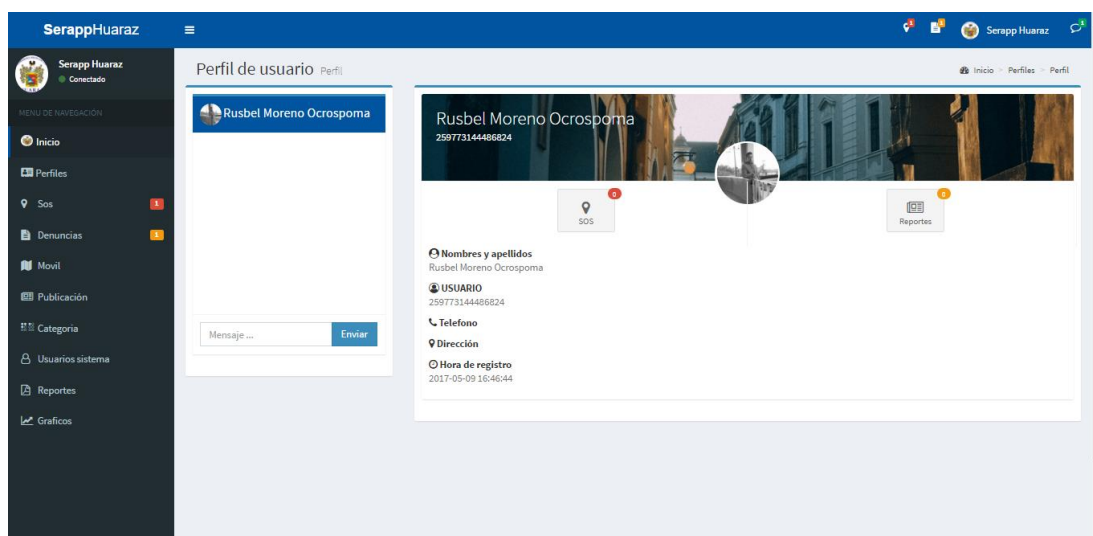 SerappHuaraz
1
1
Serapp Huaraz
1
Serapp Huaraz
Conectado
MENU DE NAVEGACIÓN
Inicio
Perfiles
Sos 1
Denuncias 1
Movil
Publicación
Categoria
Usuarios sistema
Reportes
Graficos
Perfil de usuario Perfil
Inicio > Perfiles > Perfil
Rusbel Moreno Ocrospoma
Mensaje ... Enviar
Rusbel Moreno Ocrospoma
259773144486824
0
SOS
0
Reportes
Nombres y apellidos
Rusbel Moreno Ocrospoma
USUARIO
259773144486824
Telefono
Dirección
Hora de registro
2017-05-09 16:46:44